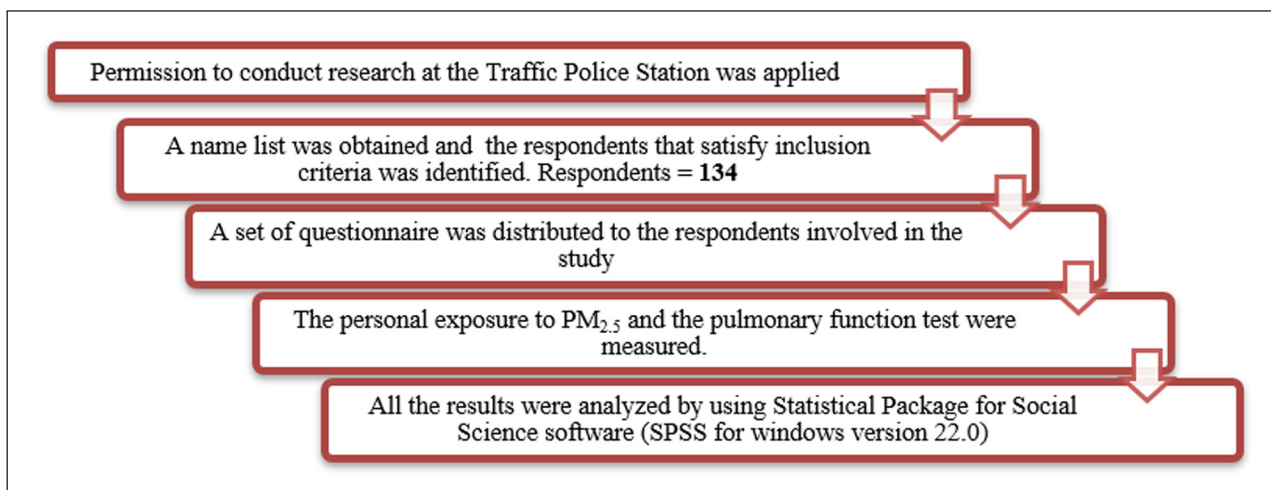 Permission to conduct research at the Traffic Police Station was applied
A name list was obtained and the respondents that satisfy inclusion
criteria was identified. Respondents = 134
A set of questionnaire was distributed to the respondents involved in the
study
The personal exposure to PM2.5 and the pulmonary function test were
measured.
All the results were analyzed by using Statistical Package for Social
Science software (SPSS for windows version 22.0)